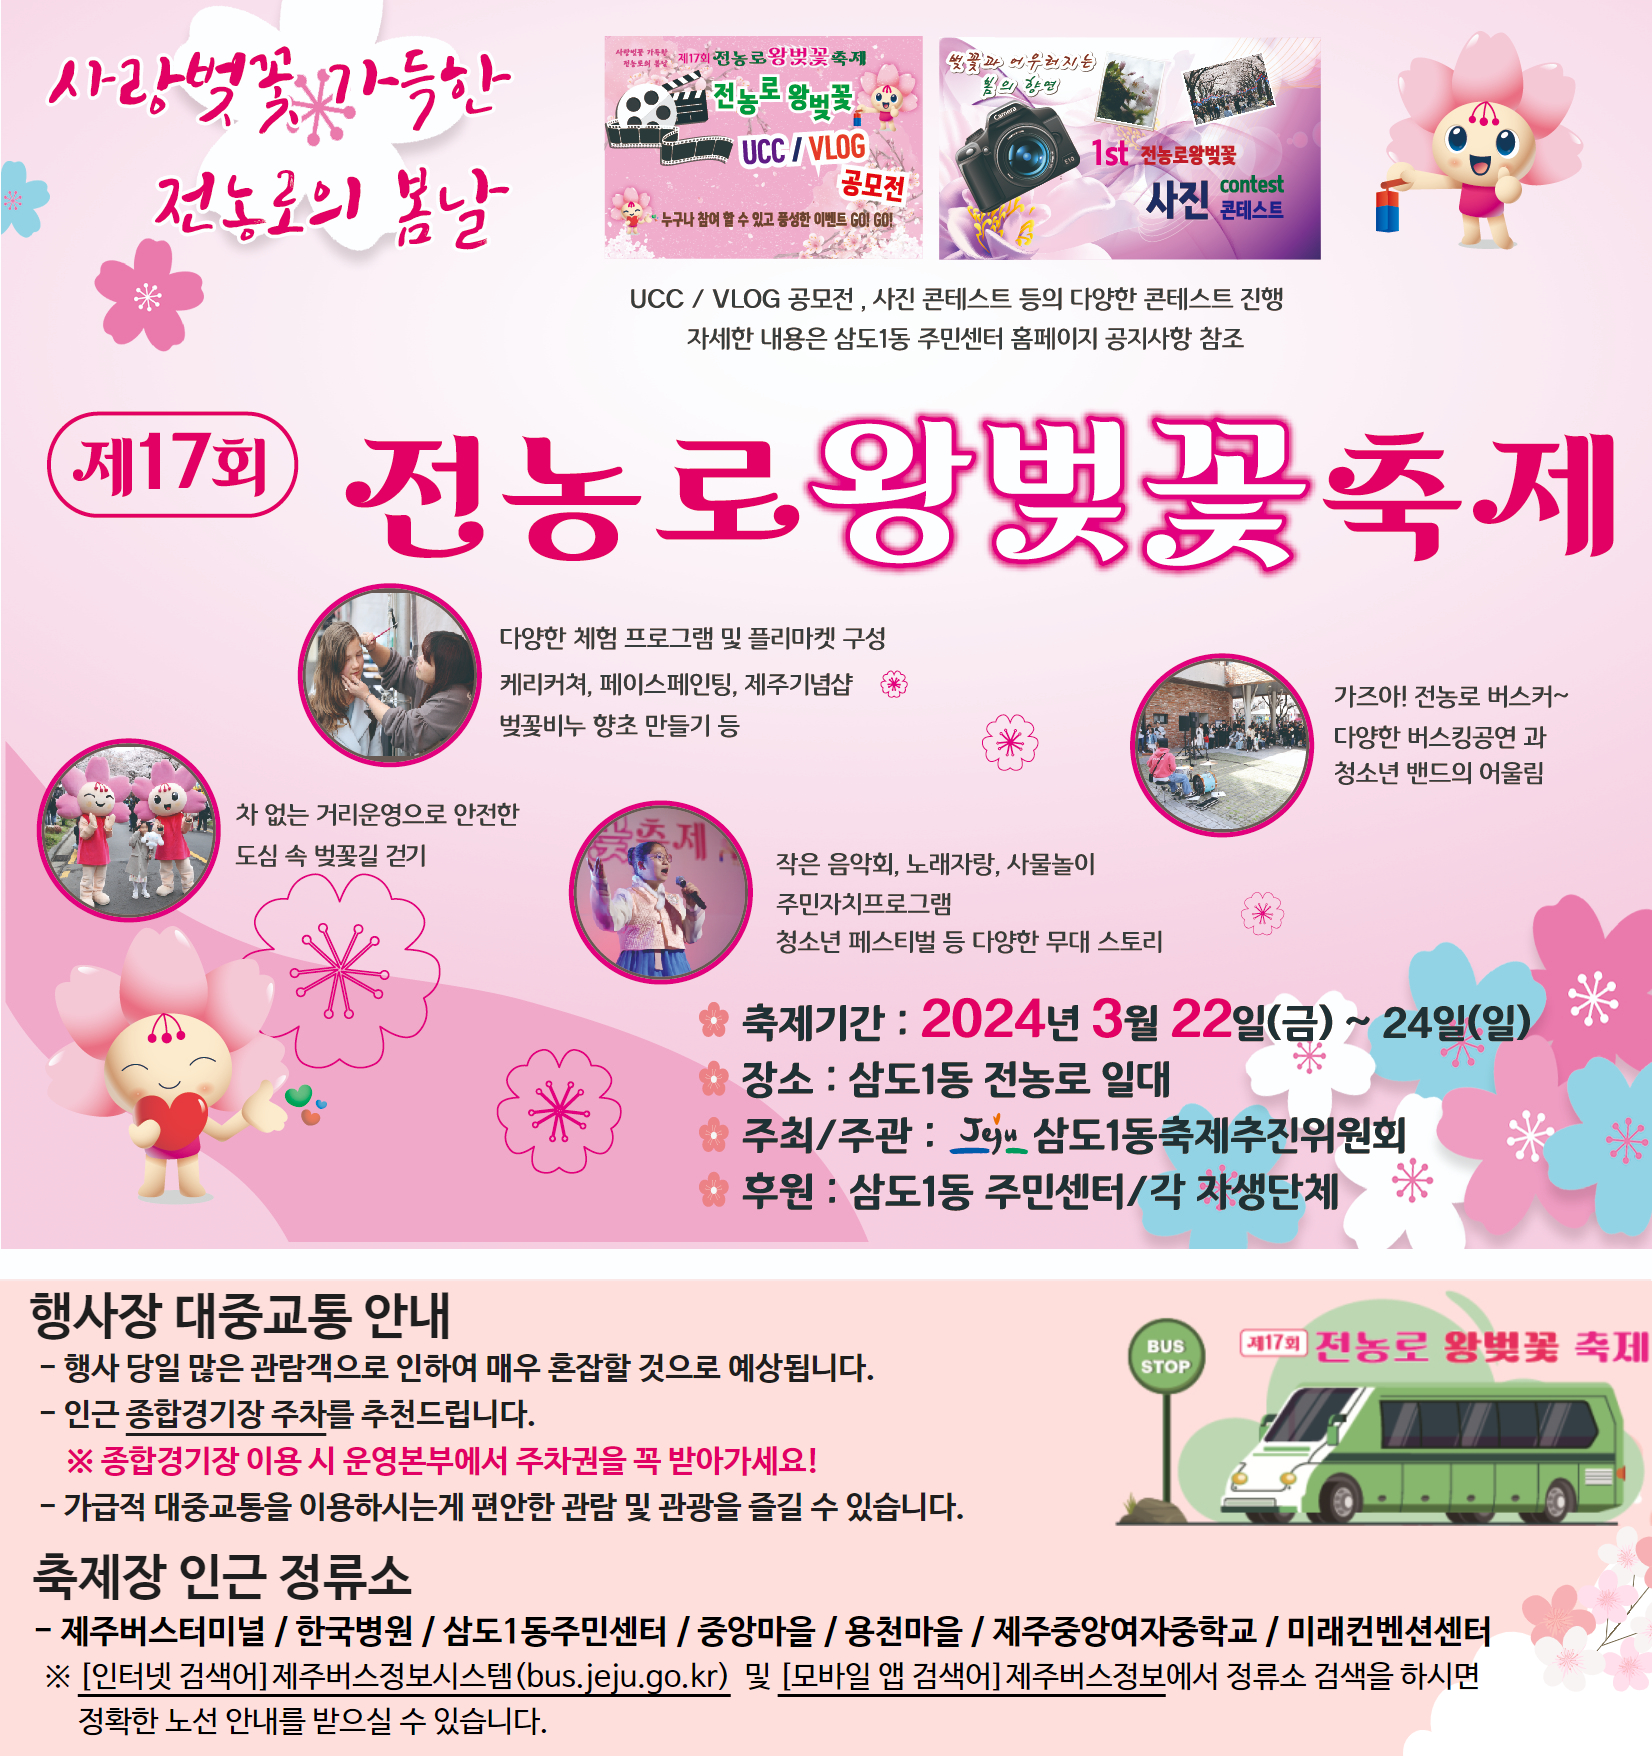 사랑벚꽃 가득한
전농로의 봄날
사랑벚꽃 가득한
전농로의 봄날
제17회 전농로왕벚꽃축제
전농로 왕벚꽃
UCC / VLOG
공모전
누구나 참여 할 수 있고 풍성한 이벤트 GO! GO!
벚꽃과 어우러지는
봄의 향연
Camera
E10
1st 전농로왕벚꽃
사진 contest
콘테스트
UCC / VLOG 공모전 , 사진 콘테스트 등의 다양한 콘테스트 진행
자세한 내용은 삼도1동 주민센터 홈페이지 공지사항 참조
제17회 전농로왕벚꽃축제
다양한 체험 프로그램 및 플리마켓 구성
케리커쳐, 페이스페인팅, 제주기념샵
벚꽃비누 향초 만들기 등
가즈아! 전농로 버스커~
다양한 버스킹공연 과
청소년 밴드의 어울림
차 없는 거리운영으로 안전한
도심 속 벚꽃길 걷기
꽃축제
작은 음악회, 노래자랑, 사물놀이
주민자치프로그램
청소년 페스티벌 등 다양한 무대 스토리
축제기간 : 2024년 3월 22일(금) ~ 24일(일)
장소 : 삼도1동 전농로 일대
주최/주관 : Jeju 삼도1동축제추진위원회
후원 : 삼도1동 주민센터/각 자생단체
행사장 대중교통 안내
- 행사 당일 많은 관람객으로 인하여 매우 혼잡할 것으로 예상됩니다.
- 인근 종합경기장 주차를 추천드립니다.
※ 종합경기장 이용 시 운영본부에서 주차권을 꼭 받아가세요!
- 가급적 대중교통을 이용하시는게 편안한 관람 및 관광을 즐길 수 있습니다.
BUS
STOP
제17회 전농로 왕벚꽃 축제
축제장 인근 정류소
- 제주버스터미널 / 한국병원 / 삼도1동주민센터 / 중앙마을 / 용천마을 / 제주중앙여자중학교 / 미래컨벤션센터
※ [인터넷 검색어] 제주버스정보시스템(bus.jeju.go.kr) 및 [모바일 앱 검색어] 제주버스정보에서 정류소 검색을 하시면
정확한 노선 안내를 받으실 수 있습니다.